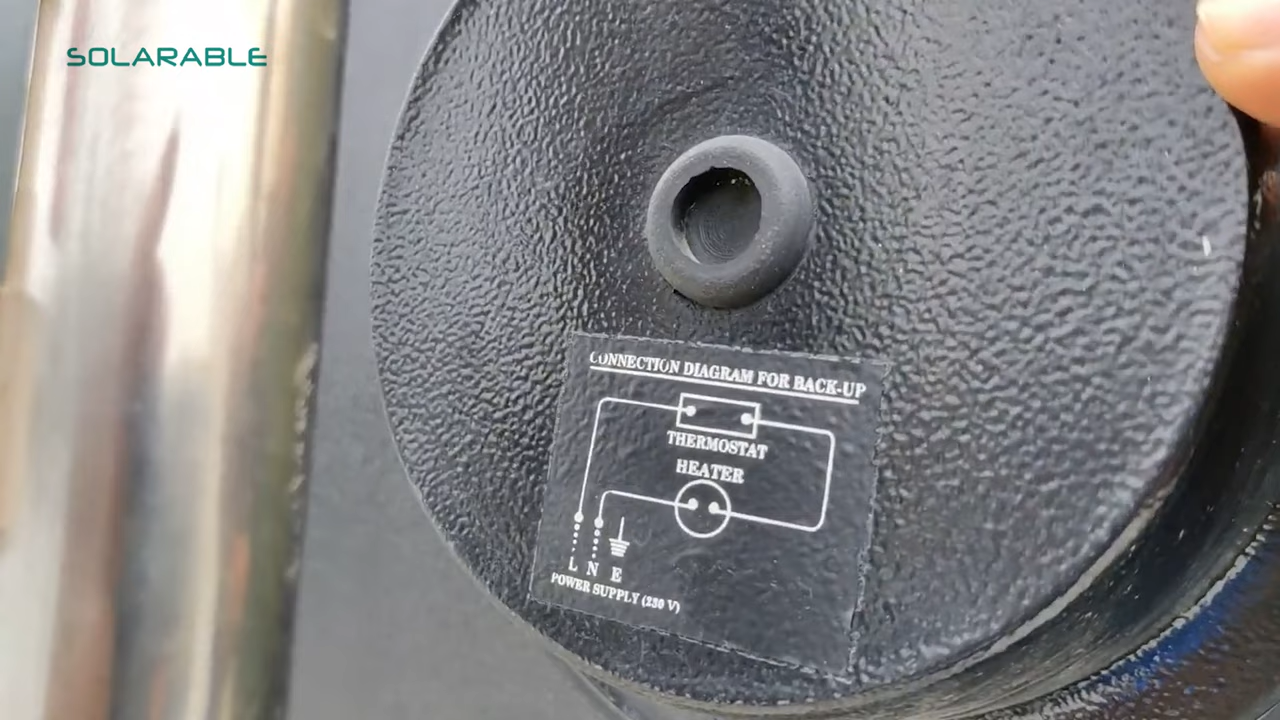 SOLARABLE
CONNECTION DIAGRAM FOR BACK-UP
THERMOSTAT
HEATER
L N E
POWER SUPPLY (230 V)